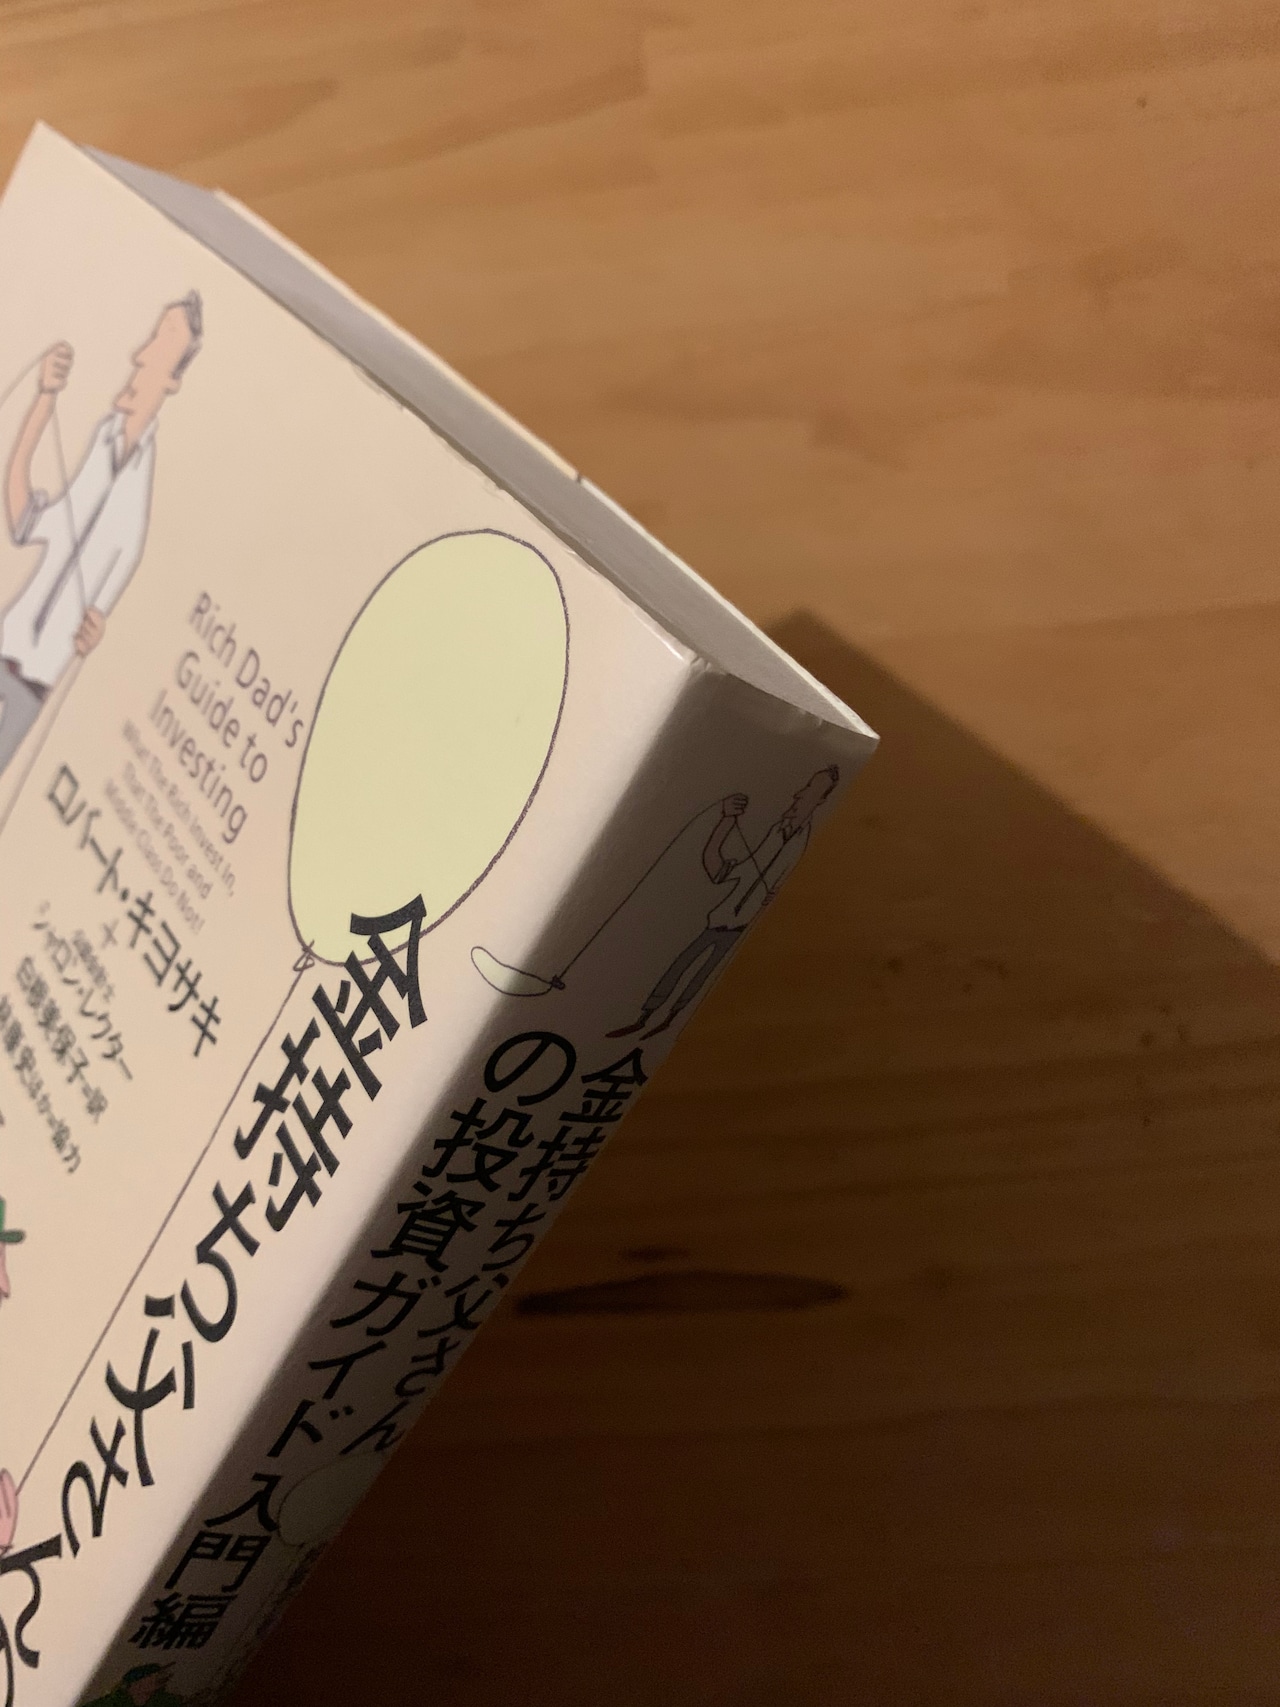 Rich Dad's
Guide to
Investing
What The Rich Invest In,
That The Poor and
Middle Class Do Not!
ロバート・キヨサキ
+
シャロン・レクター
白根美保子=訳
金持ち父さんの
金持ち父さん
の投資ガイド 入門編